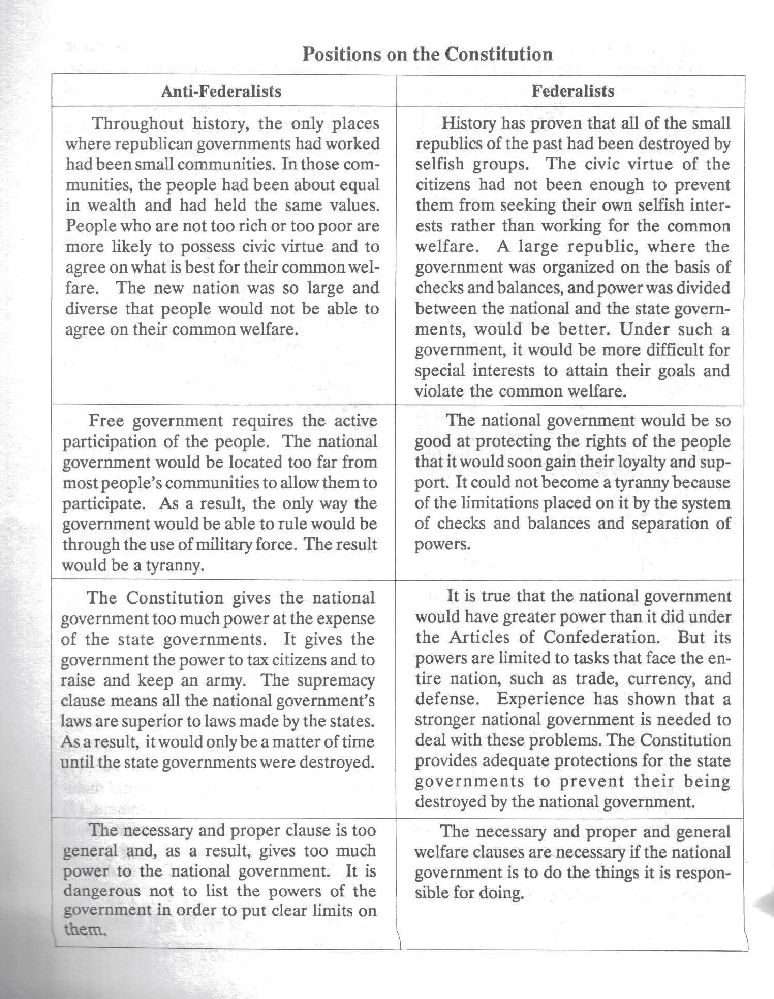 Positions on the Constitution
Anti-Federalists
Federalists
Throughout history, the only places
where republican governments had worked
had been small communities. In those com-
munities, the people had been about equal
in wealth and had held the same values.
People who are not too rich or too poor are
more likely to possess civic virtue and to
agree on what is best for their common wel-
fare. The new nation was so large and
diverse that people would not be able to
agree on their common welfare.
History has proven that all of the small
republics of the past had been destroyed by
selfish groups. The civic virtue of the
citizens had not been enough to prevent
them from seeking their own selfish inter-
ests rather than working for the common
welfare. A large republic, where the
government was organized on the basis of
checks and balances, and power was divided
between the national and the state govern-
ments, would be better. Under such a
government, it would be more difficult for
special interests to attain their goals and
violate the common welfare.
Free government requires the active
participation of the people. The national
government would be located too far from
most people's communities to allow them to
participate. As a result, the only way the
government would be able to rule would be
through the use of military force. The result
would be a tyranny.
The national government would be so
good at protecting the rights of the people
that it would soon gain their loyalty and sup-
port. It could not become a tyranny because
of the limitations placed on it by the system
of checks and balances and separation of
powers.
The Constitution gives the national
government too much power at the expense
of the state governments. It gives the
government the power to tax citizens and to
raise and keep an army. The supremacy
clause means all the national government's
laws are superior to laws made by the states.
As a result, it would only be a matter of time
until the state governments were destroyed.
It is true that the national government
would have greater power than it did under
the Articles of Confederation. But its
powers are limited to tasks that face the en-
tire nation, such as trade, currency, and
defense. Experience has shown that a
stronger national government is needed to
deal with these problems. The Constitution
provides adequate protections for the state
governments to prevent their being
destroyed by the national government.
The necessary and proper clause is too
general and, as a result, gives too much
power to the national government. It is
dangerous not to list the powers of the
government in order to put clear limits on
them.
The necessary and proper and general
welfare clauses are necessary if the national
government is to do the things it is respon-
sible for doing.